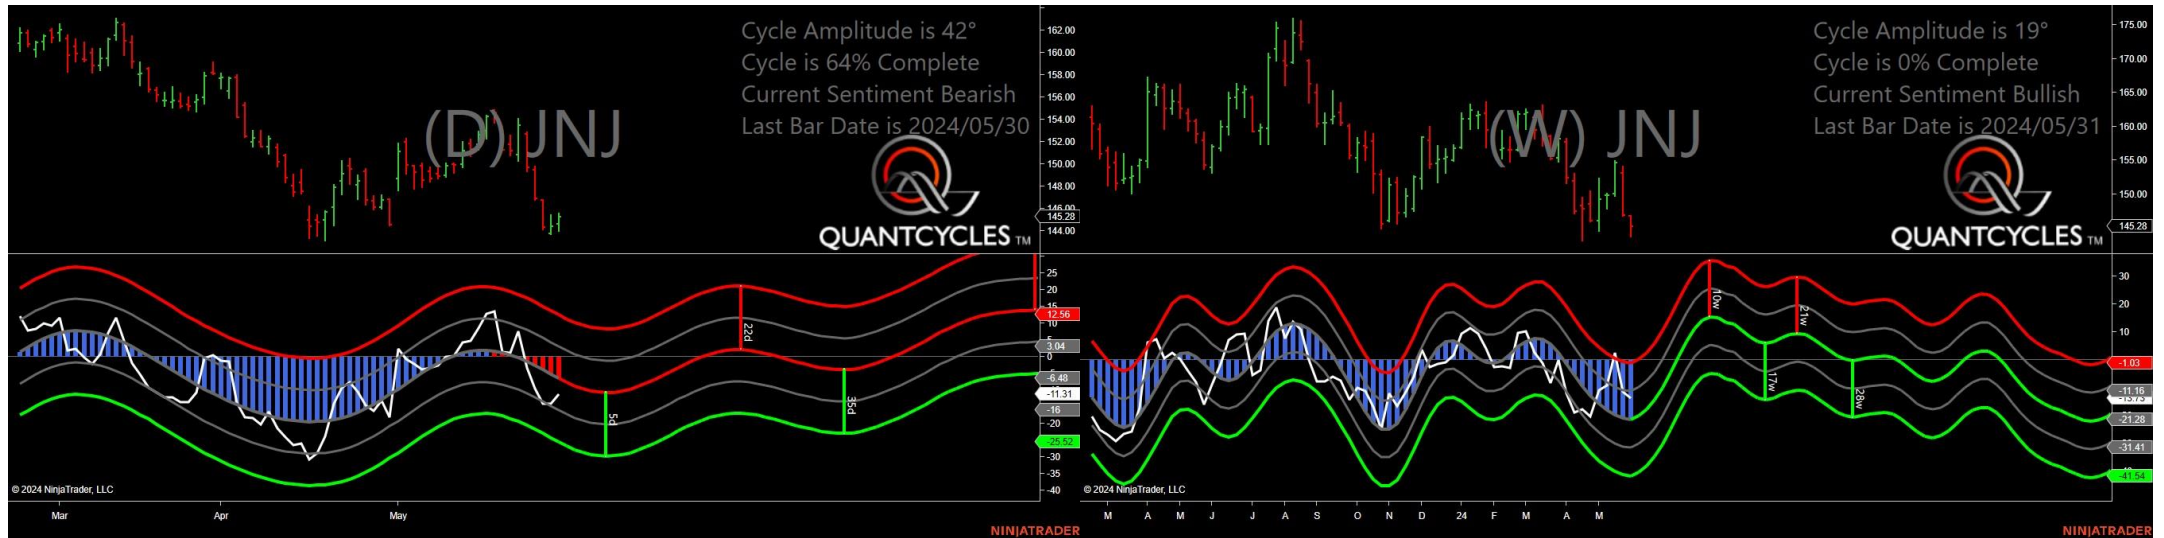 Cycle Amplitude is 42°
Cycle is 64% Complete
Current Sentiment Bearish
Last Bar Date is 2024/05/30
(D) JNJ
QUANTCYCLES TM
162.00
160.00
158.00
156.00
154.00
152.00
150.00
148.00
146.00
145.28
144.00
25
20
15
12.56
10
5
3.04
0
-6.48
-11.31
-16
-20
-25.52
-30
-35
-40
22d
5d
35d
© 2024 NinjaTrader, LLC
Mar Apr May
NINJATRADER
Cycle Amplitude is 19°
Cycle is 0% Complete
Current Sentiment Bullish
Last Bar Date is 2024/05/31
(W) JNJ
QUANTCYCLES TM
175.00
170.00
165.00
160.00
155.00
150.00
145.28
30
20
10
-1.03
-11.16
-13.73
-21.28
-31.41
-41.54
10w
21w
17w
28w
© 2024 NinjaTrader, LLC
M A M J J A S O N D 24 F M A M
NINJATRADER